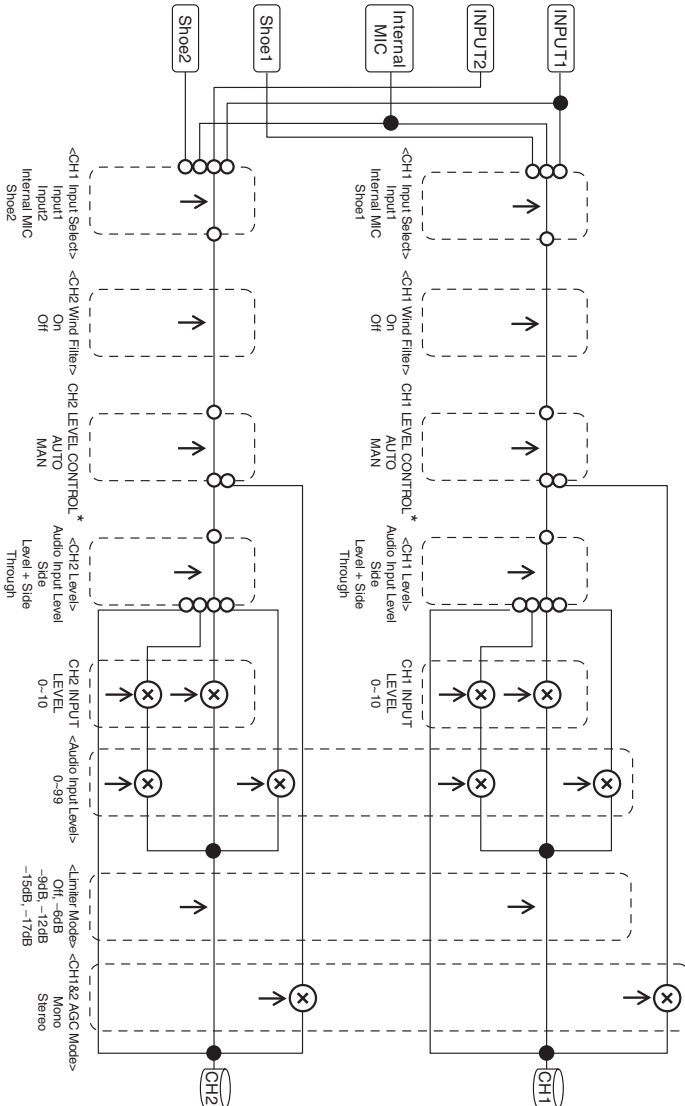 INPUT1
INPUT2
Internal
MIC
Shoe1
Shoe2
<CH1 Input Select>
Input1
Internal MIC
Shoe1
<CH1 Wind Filter>
On
Off
CH1 LEVEL CONTROL *
AUTO
MAN
<CH1 Level>
Audio Input Level
Side
Level + Side
Through
CH1 INPUT
LEVEL
0~10
CH1
<CH1 Input Select>
Input1
Input2
Internal MIC
Shoe2
<CH2 Wind Filter>
On
Off
CH2 LEVEL CONTROL *
AUTO
MAN
<CH2 Level>
Audio Input Level
Side
Level + Side
Through
CH2 INPUT
LEVEL
0~10
<Audio Input Level>
0~99
<Limiter Mode>
Off, –6dB
–9dB, –12dB
–15dB, –17dB
<CH1&2 AGC Mode>
Mono
Stereo
CH2